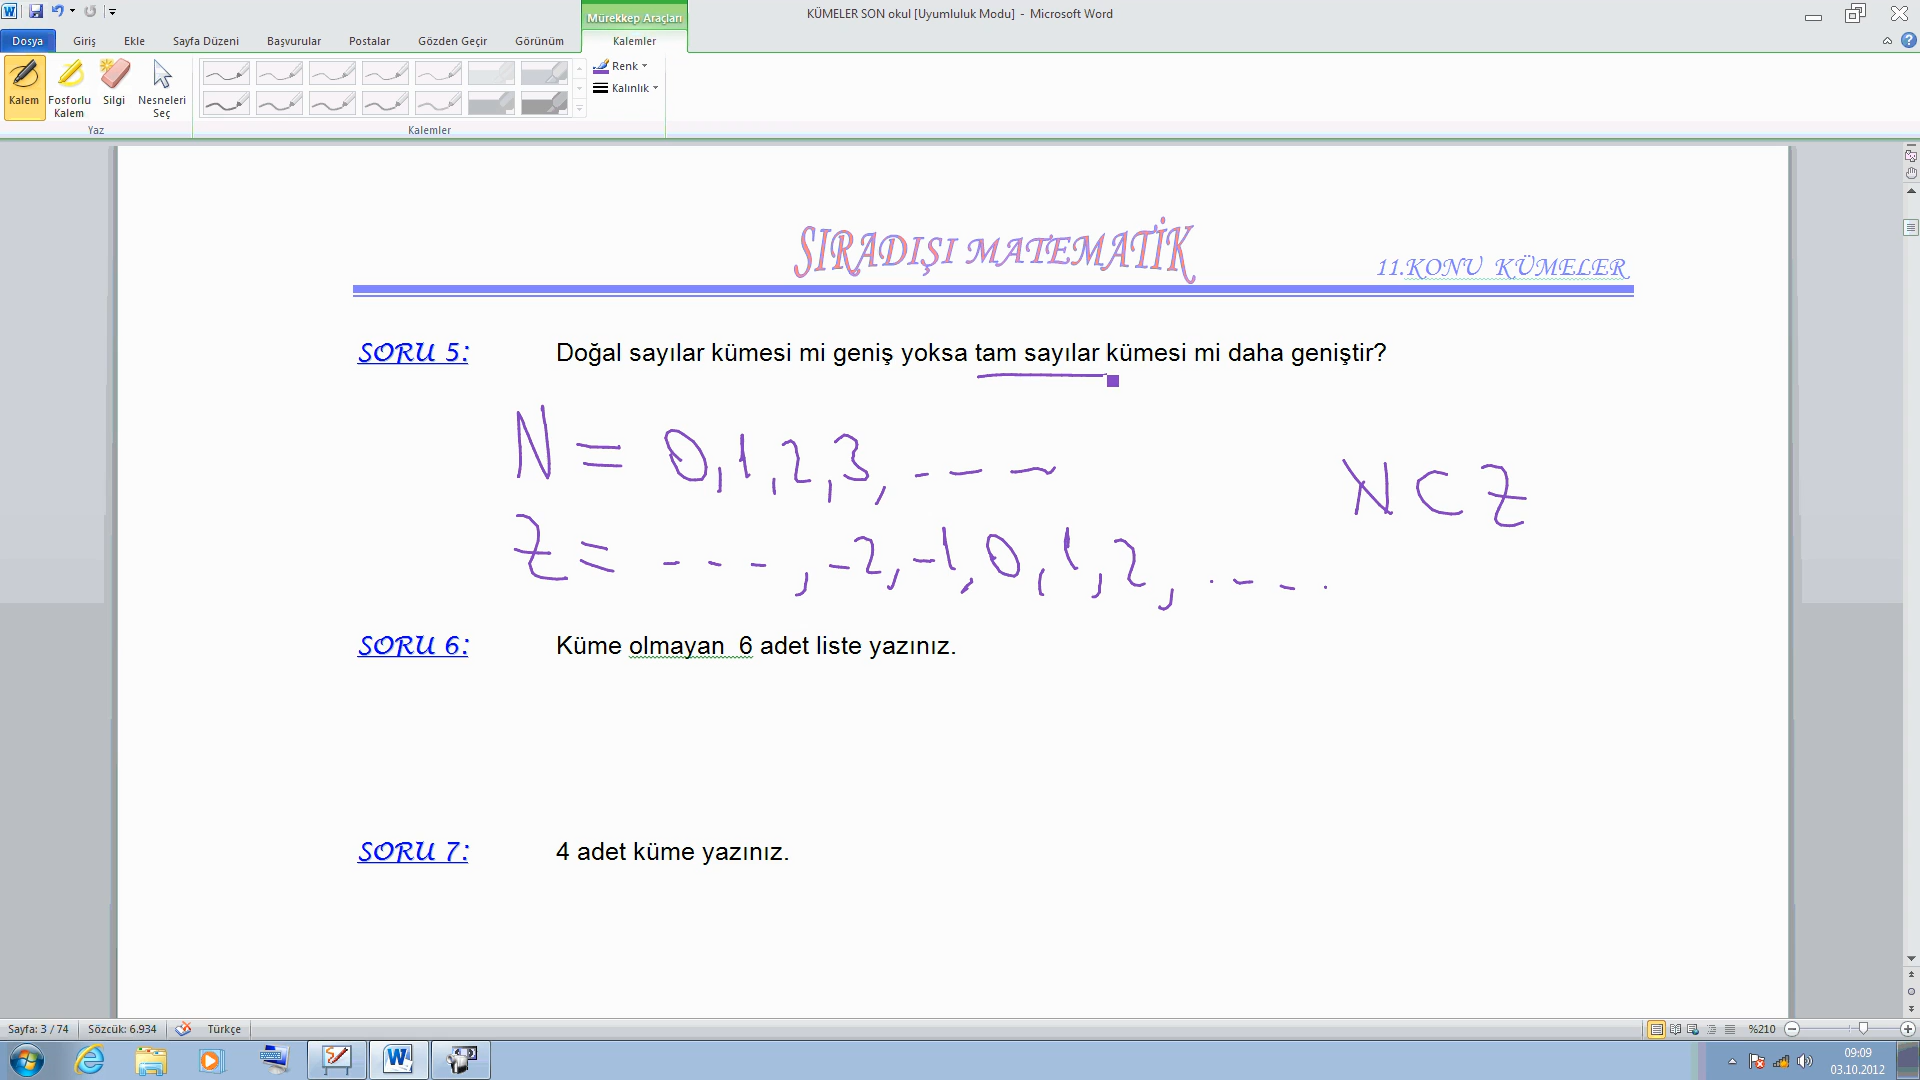 KÜMELER SON okul [Uyumluluk Modu] - Microsoft Word
Mürekkep Araçları
Dosya Giriş Ekle Sayfa Düzeni Başvurular Postalar Gözden Geçir Görünüm Kalemler
Kalem Fosforlu Kalem Silgi Nesneleri Seç
Renk
Kalınlık
Yaz Kalemler
SIRADIŞI MATEMATİK
11.KONU KÜMELER
SORU 5: Doğal sayılar kümesi mi geniş yoksa tam sayılar kümesi mi daha geniştir?
N = 0,1,2,3, ----
N ⊂ Z
Z = ---, -2, -1, 0, 1, 2, ....
SORU 6: Küme olmayan 6 adet liste yazınız.
SORU 7: 4 adet küme yazınız.
Sayfa: 3 / 74 Sözcük: 6.934 Türkçe %210
09:09
03.10.2012